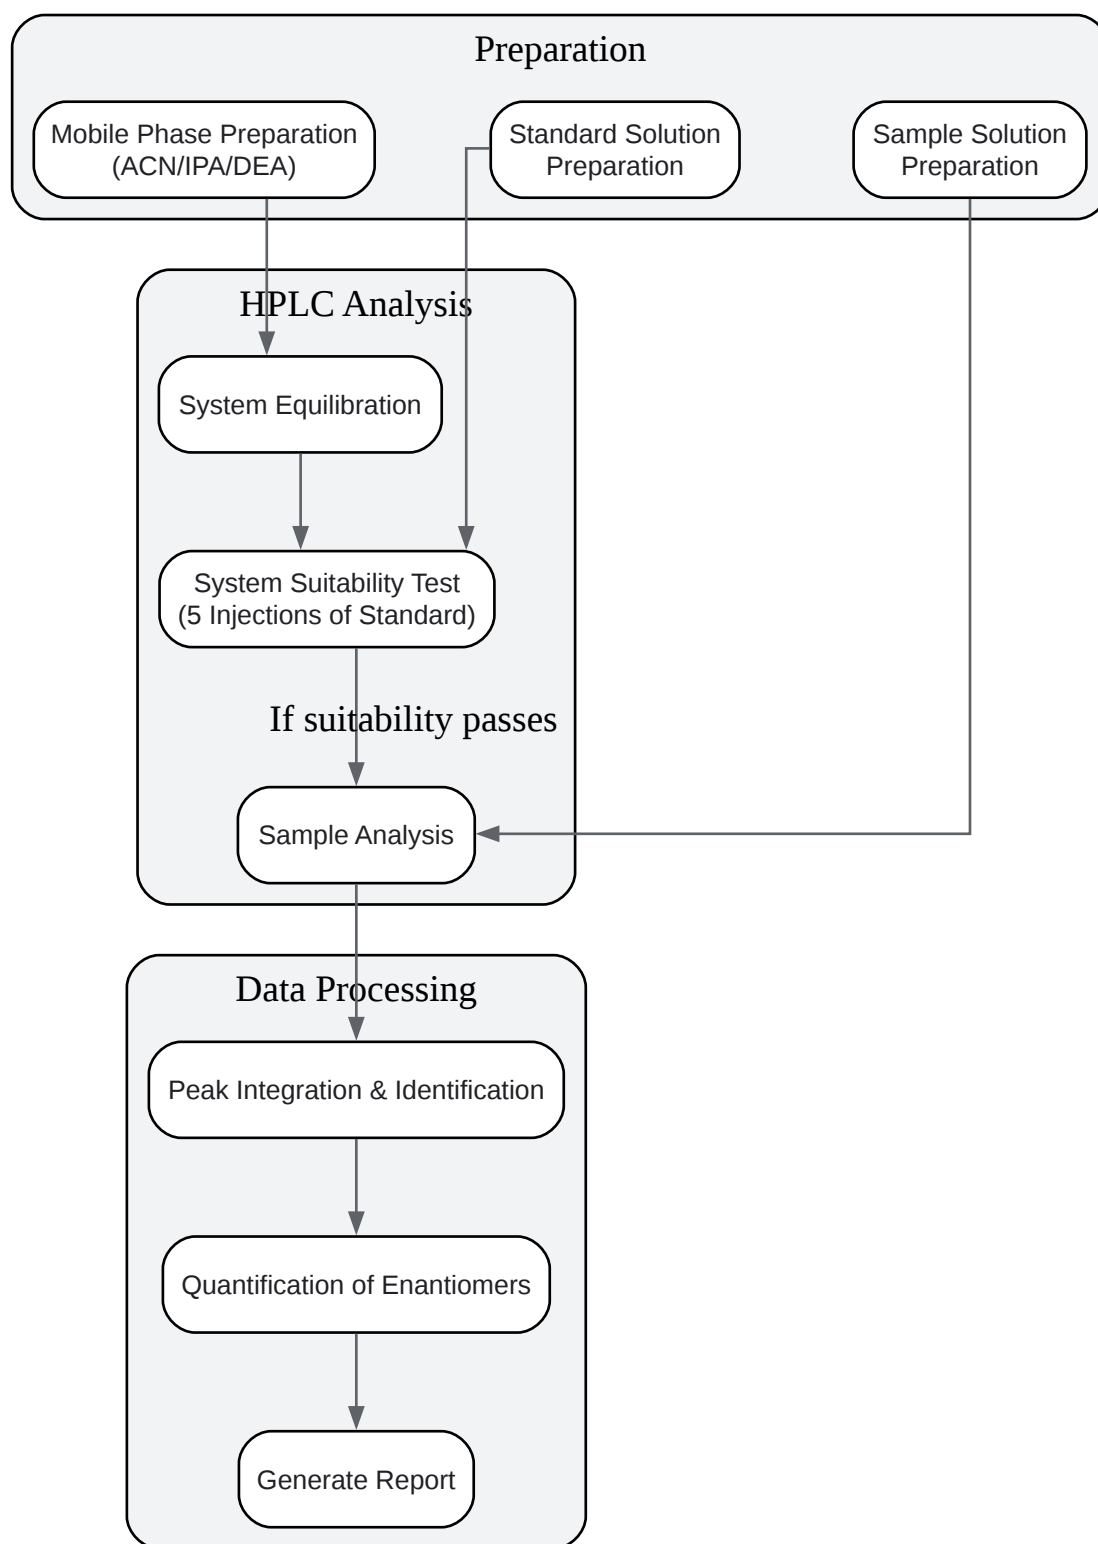 Preparation
Mobile Phase Preparation
(ACN/IPA/DEA)
Standard Solution
Preparation
Sample Solution
Preparation
HPLC Analysis
System Equilibration
System Suitability Test
(5 Injections of Standard)
If suitability passes
Sample Analysis
Data Processing
Peak Integration & Identification
Quantification of Enantiomers
Generate Report